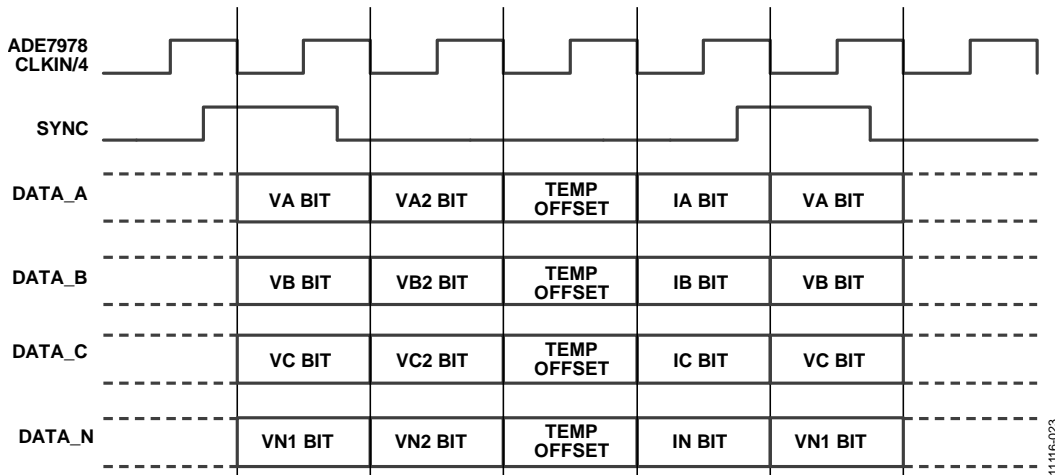 ADE7978
CLKIN/4
SYNC
DATA_A
VA BIT
VA2 BIT
TEMP
OFFSET
IA BIT
VA BIT
DATA_B
VB BIT
VB2 BIT
TEMP
OFFSET
IB BIT
VB BIT
DATA_C
VC BIT
VC2 BIT
TEMP
OFFSET
IC BIT
VC BIT
DATA_N
VN1 BIT
VN2 BIT
TEMP
OFFSET
IN BIT
VN1 BIT